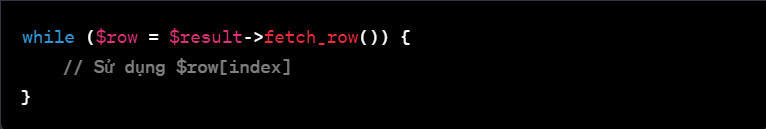 while ($row = $result->fetch_row()) {
// Sử dụng $row[index]
}